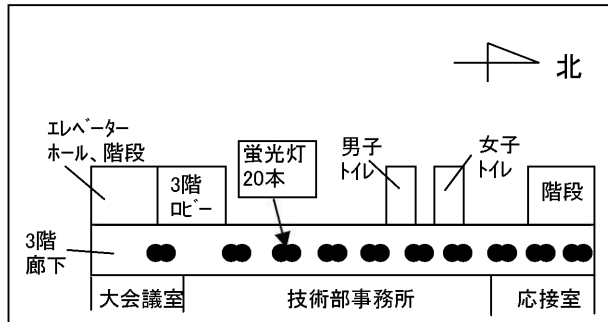 北
ｴﾚﾍﾞｰﾀｰ
ﾎｰﾙ、階段
3階
ﾛﾋﾞｰ
蛍光灯
20本
男子
ﾄｲﾚ
女子
ﾄｲﾚ
階段
3階
廊下
大会議室
技術部事務所
応接室